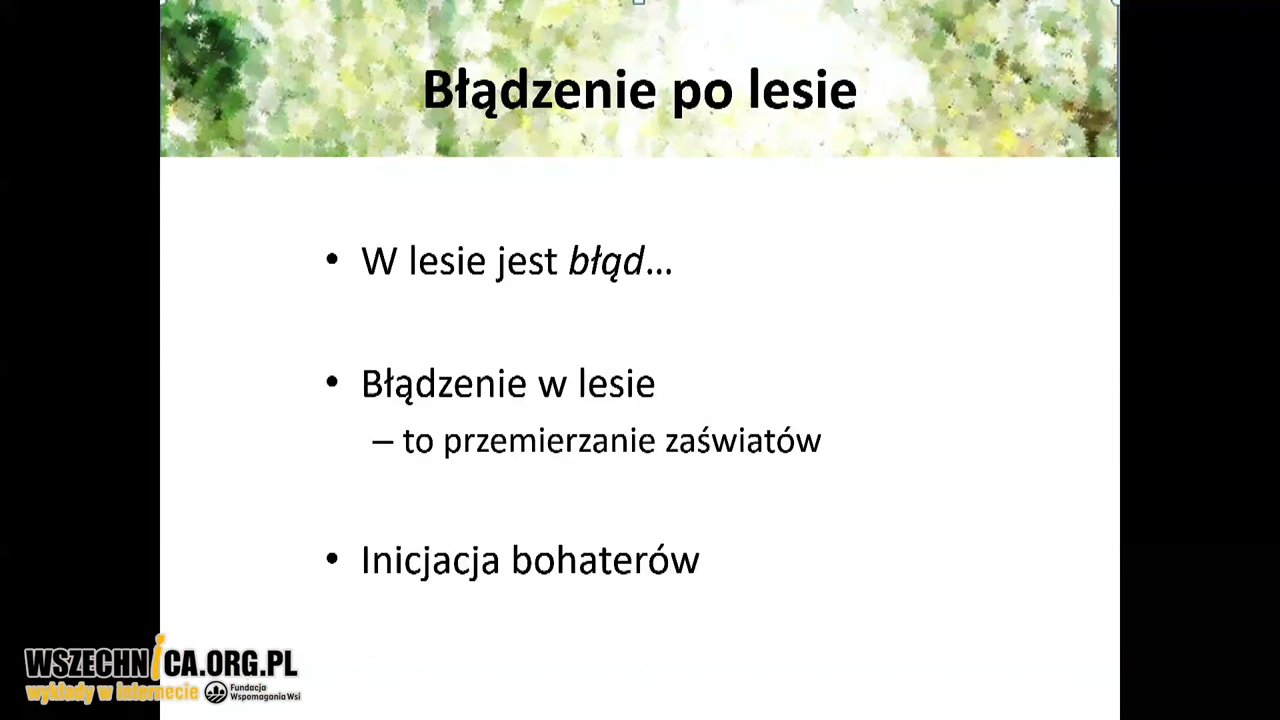 Błądzenie po lesie
• W lesie jest błąd…
• Błądzenie w lesie
– to przemierzanie zaświatów
• Inicjacja bohaterów
WSZECHNICA.ORG.PL
wykłady w internecie
Fundacja
Wspomagania Wsi